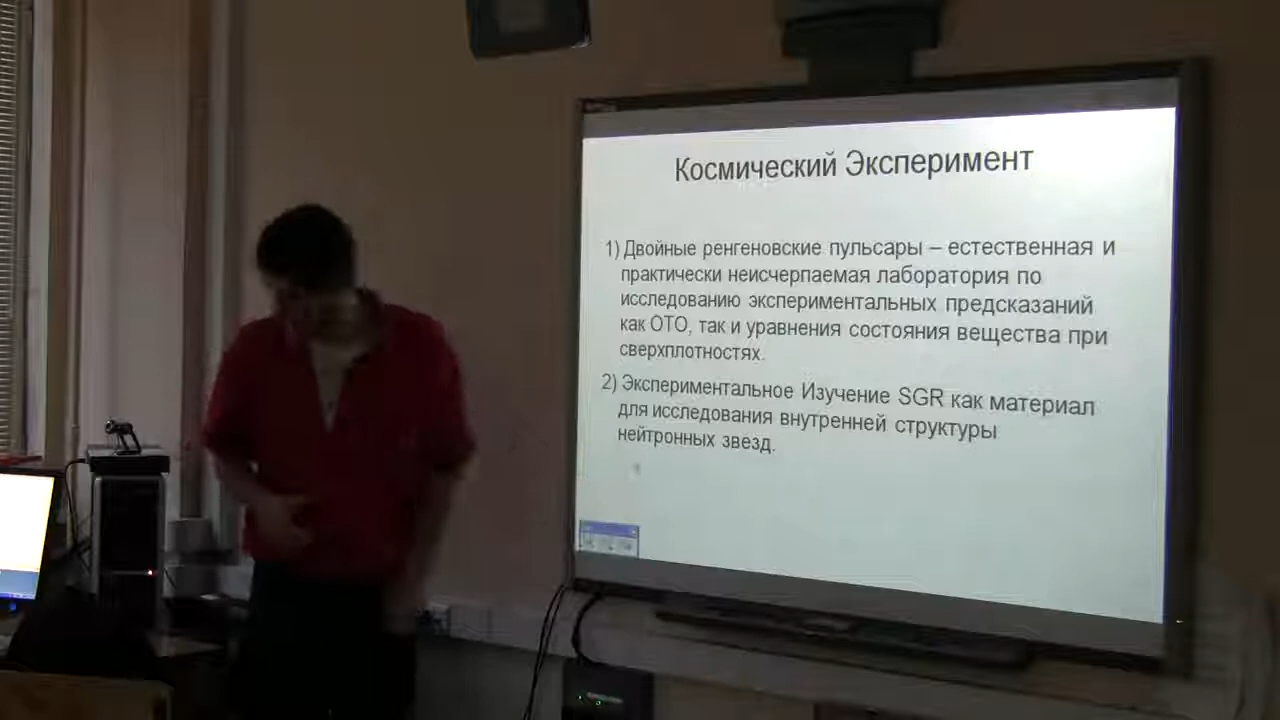 Космический Эксперимент
1) Двойные ренгеновские пульсары – естественная и
практически неисчерпаемая лаборатория по
исследованию экспериментальных предсказаний
как ОТО, так и уравнения состояния вещества при
сверхплотностях.
2) Экспериментальное Изучение SGR как материал
для исследования внутренней структуры
нейтронных звезд.